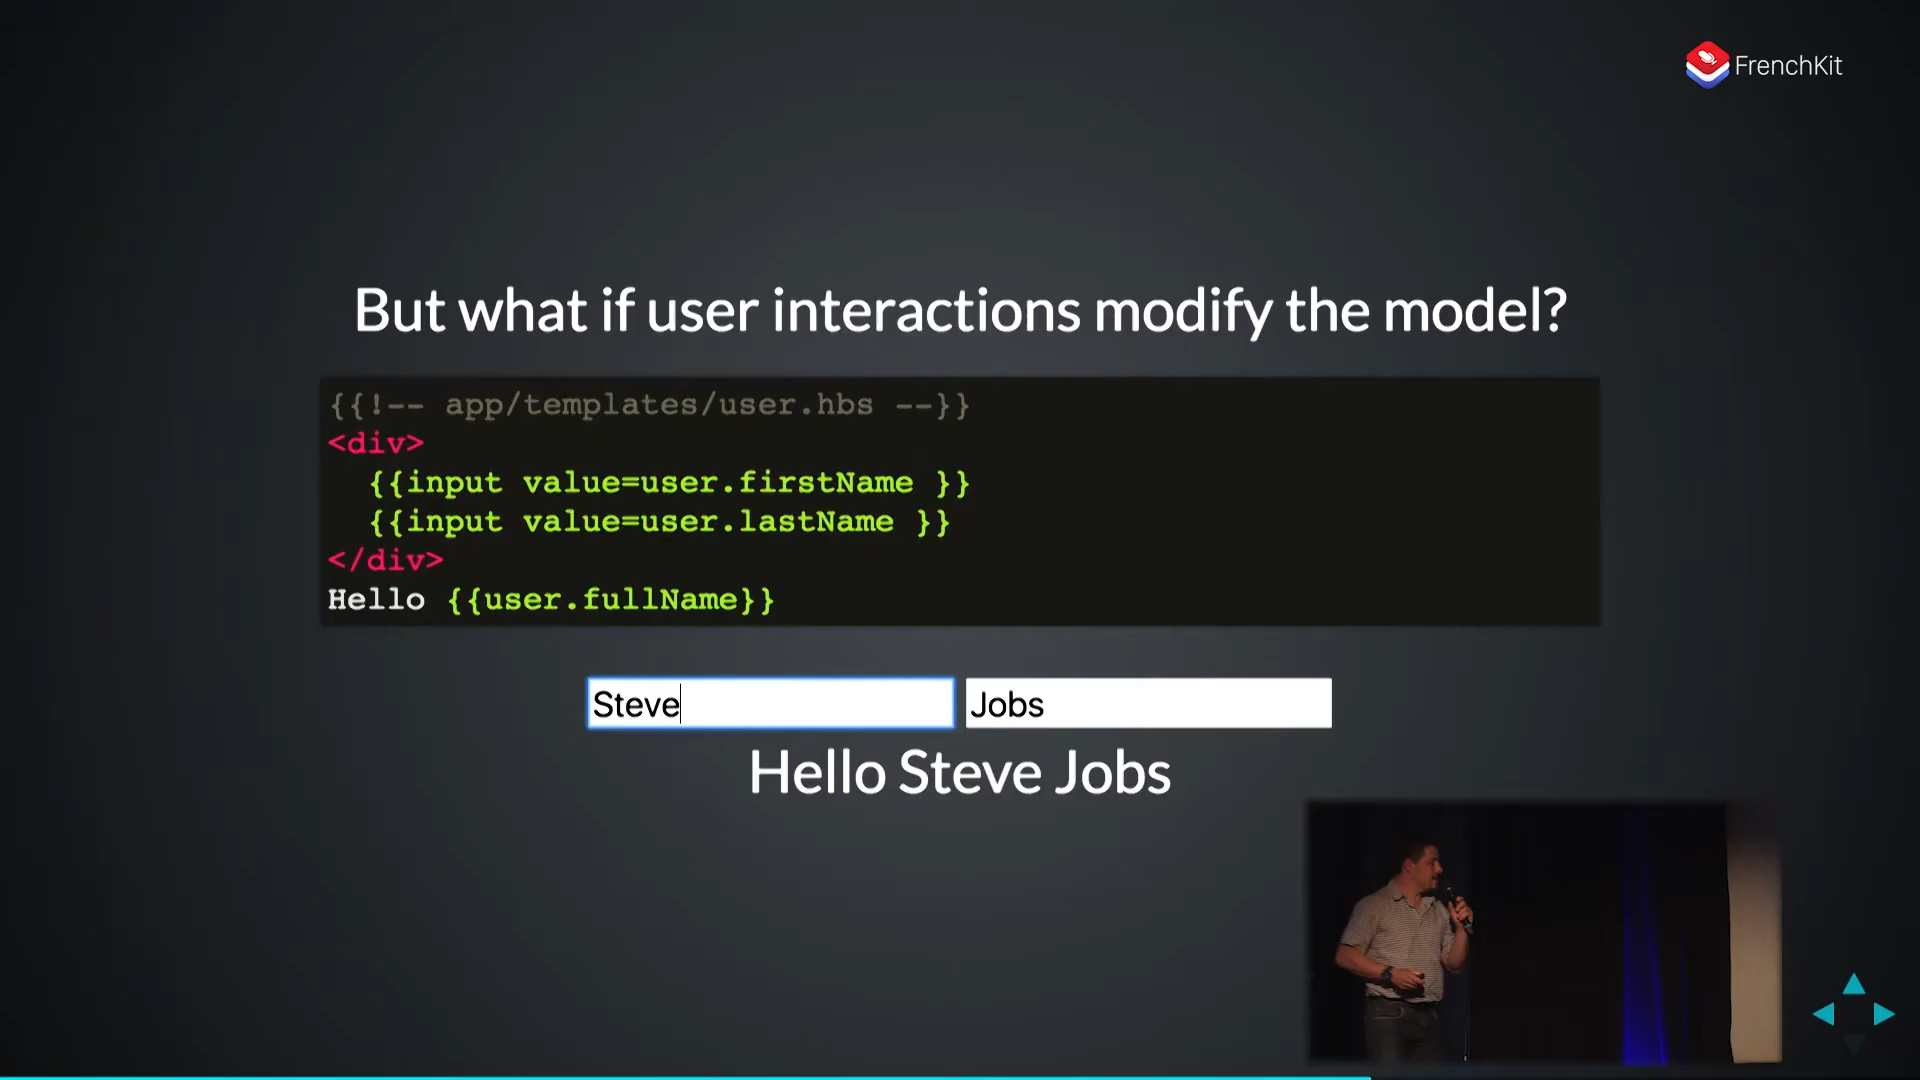 FrenchKit
But what if user interactions modify the model?
{{!-- app/templates/user.hbs --}}
<div>
  {{input value=user.firstName }}
  {{input value=user.lastName }}
</div>
Hello {{user.fullName}}
Steve Jobs
Hello Steve Jobs